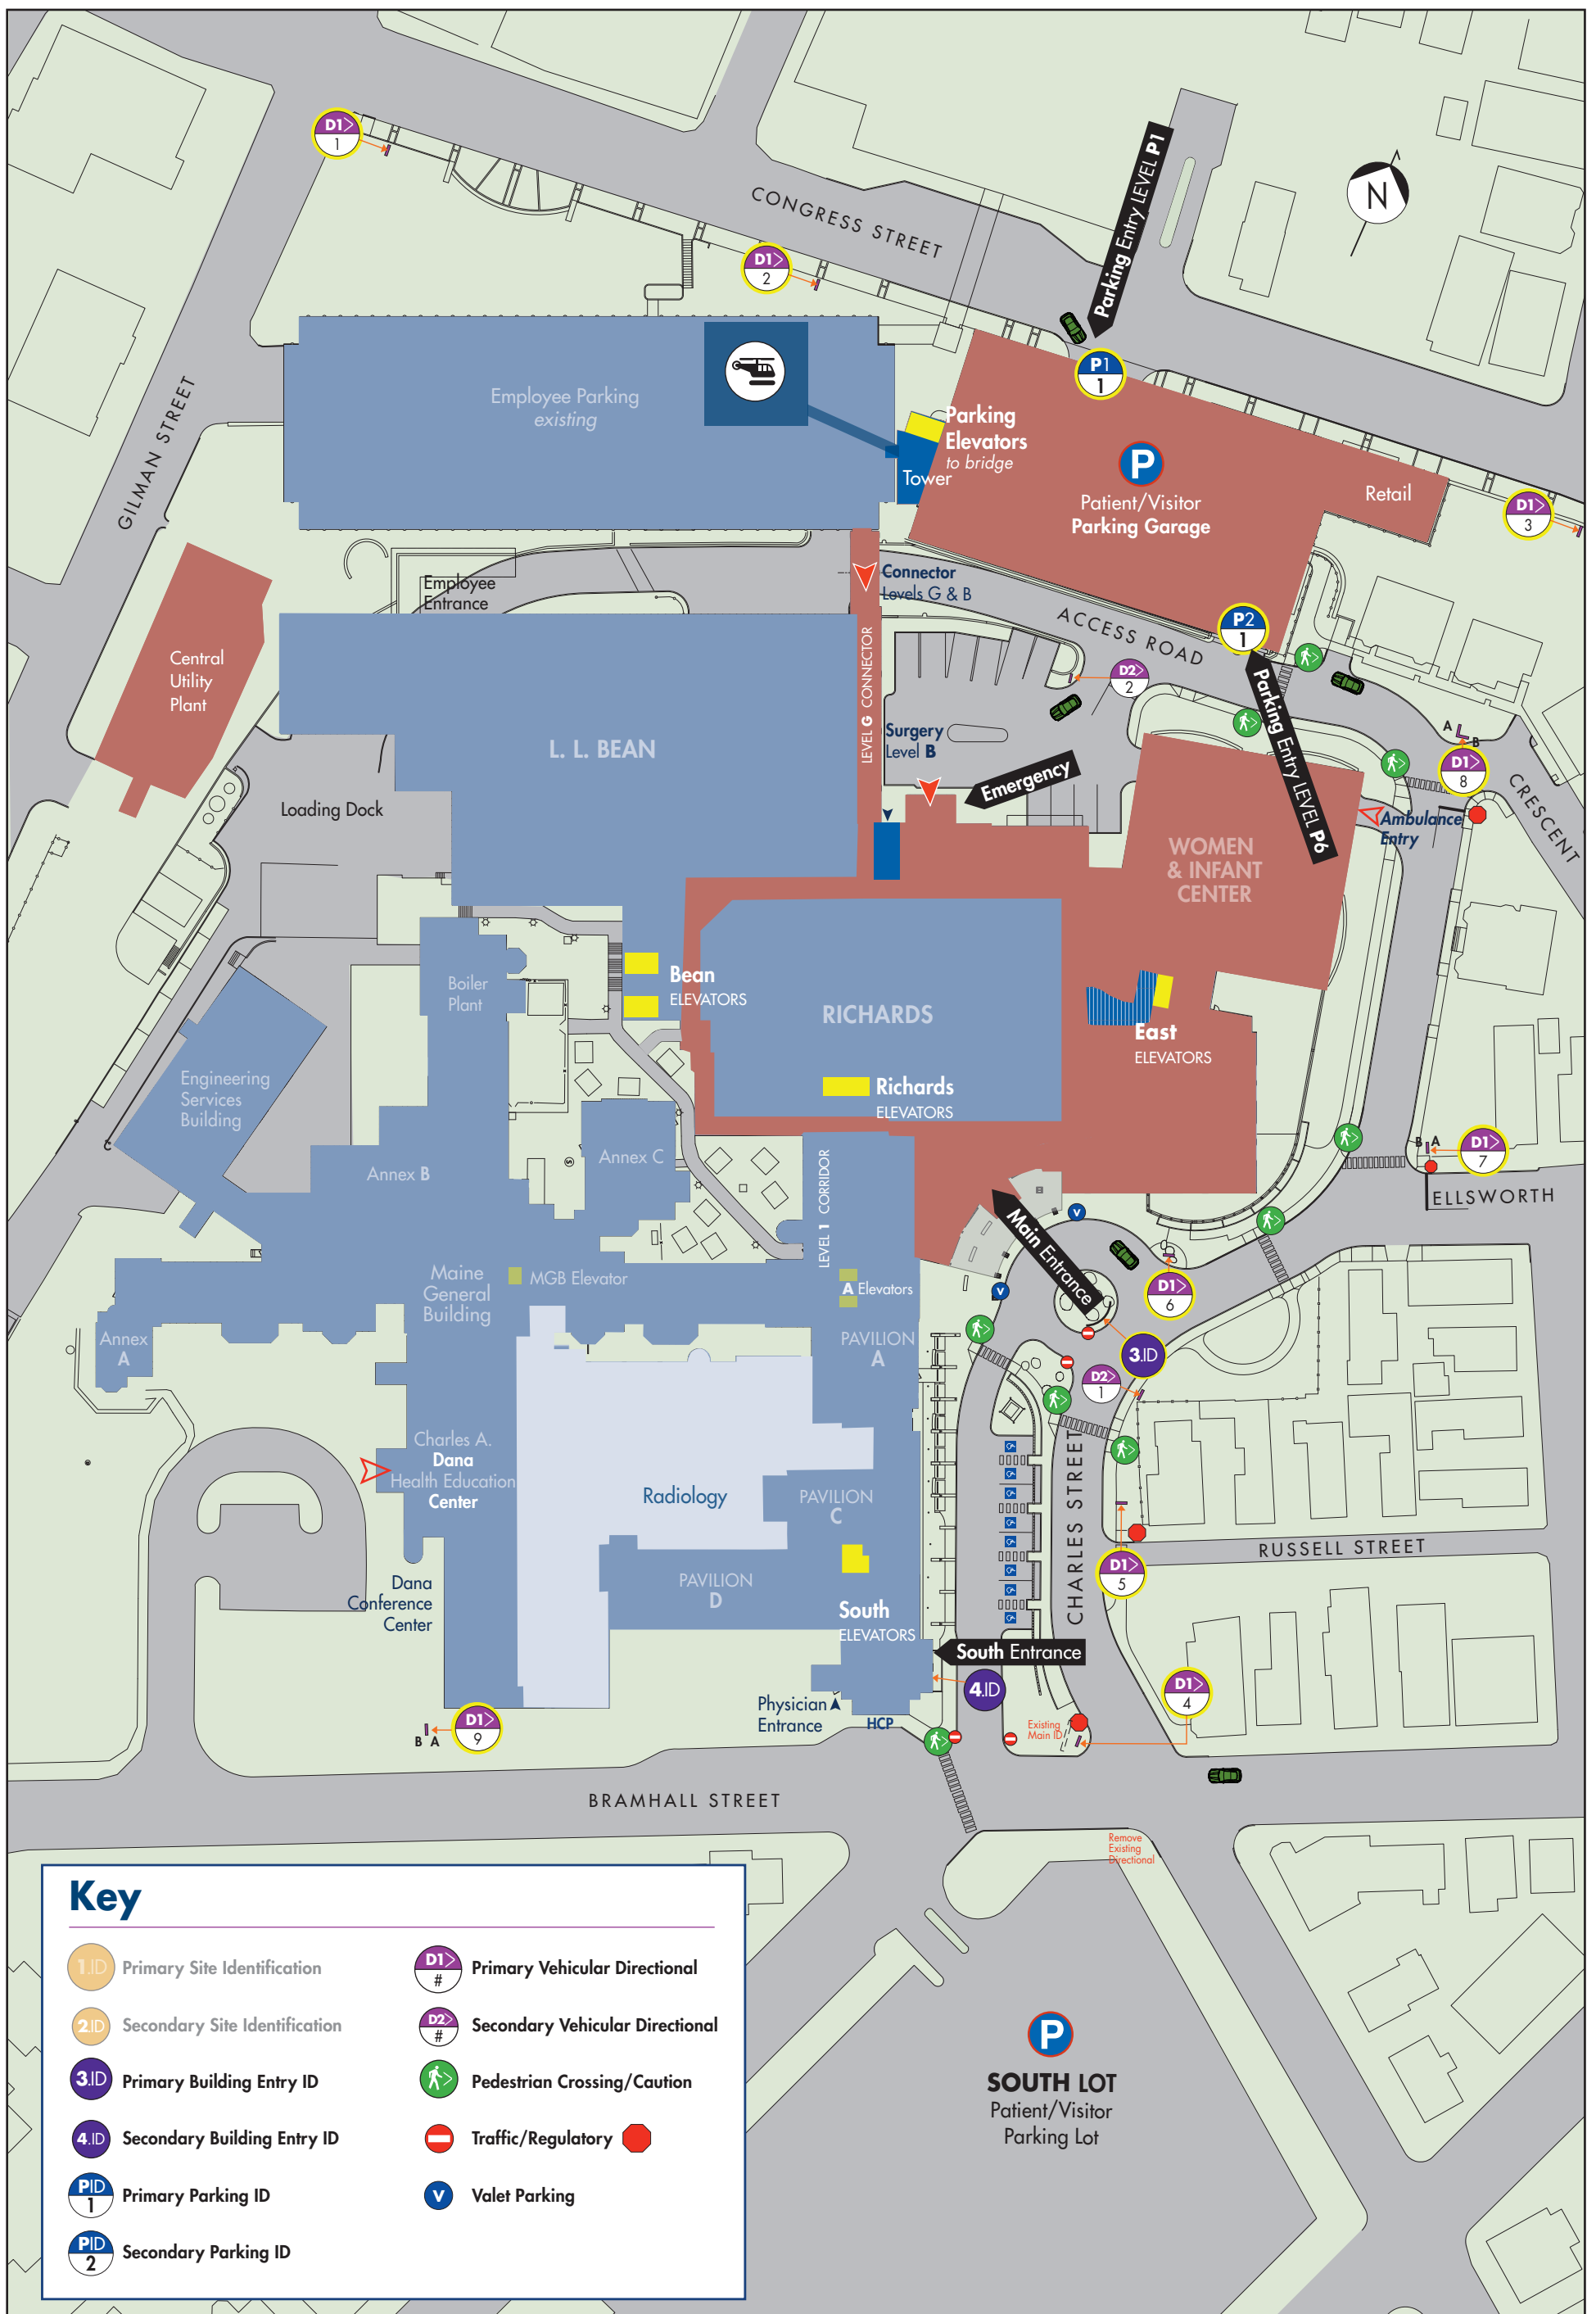 D1>
1
CONGRESS STREET
Parking Entry LEVEL P1
N
D1>
2
P1
1
GILMAN STREET
Employee Parking
existing
Parking
Elevators
to bridge
Tower
P
Patient/Visitor
Parking Garage
Retail
D1>
3
Employee
Entrance
Connector
Levels G & B
ACCESS ROAD
P2
1
Central
Utility
Plant
LEVEL G CONNECTOR
D2>
2
Parking Entry LEVEL P6
L. L. BEAN
Surgery
Level B
A
B
D1>
8
CRESCENT
Emergency
Loading Dock
Ambulance
Entry
WOMEN
& INFANT
CENTER
Boiler
Plant
Bean
ELEVATORS
RICHARDS
East
ELEVATORS
Engineering
Services
Building
Richards
ELEVATORS
C
Annex B
Annex C
S
LEVEL 1 CORRIDOR
B A
D1>
7
ELLSWORTH
Main Entrance
V
Maine
General
Building
MGB Elevator
A Elevators
V
D1>
6
Annex
A
PAVILION
A
3.ID
D2>
1
Charles A.
Dana
Health Education
Center
Radiology
PAVILION
C
CHARLES STREET
RUSSELL STREET
D1>
5
Dana
Conference
Center
PAVILION
D
South
ELEVATORS
South Entrance
4.ID
D1>
4
Physician
Entrance
HCP
Existing
Main ID
D1>
9
B A
BRAMHALL STREET
Remove
Existing
Directional
Key
1.ID Primary Site Identification
2.ID Secondary Site Identification
3.ID Primary Building Entry ID
4.ID Secondary Building Entry ID
PID
1
Primary Parking ID
PID
2
Secondary Parking ID
D1>
#
Primary Vehicular Directional
D2>
#
Secondary Vehicular Directional
Pedestrian Crossing/Caution
Traffic/Regulatory
V Valet Parking
P
SOUTH LOT
Patient/Visitor
Parking Lot